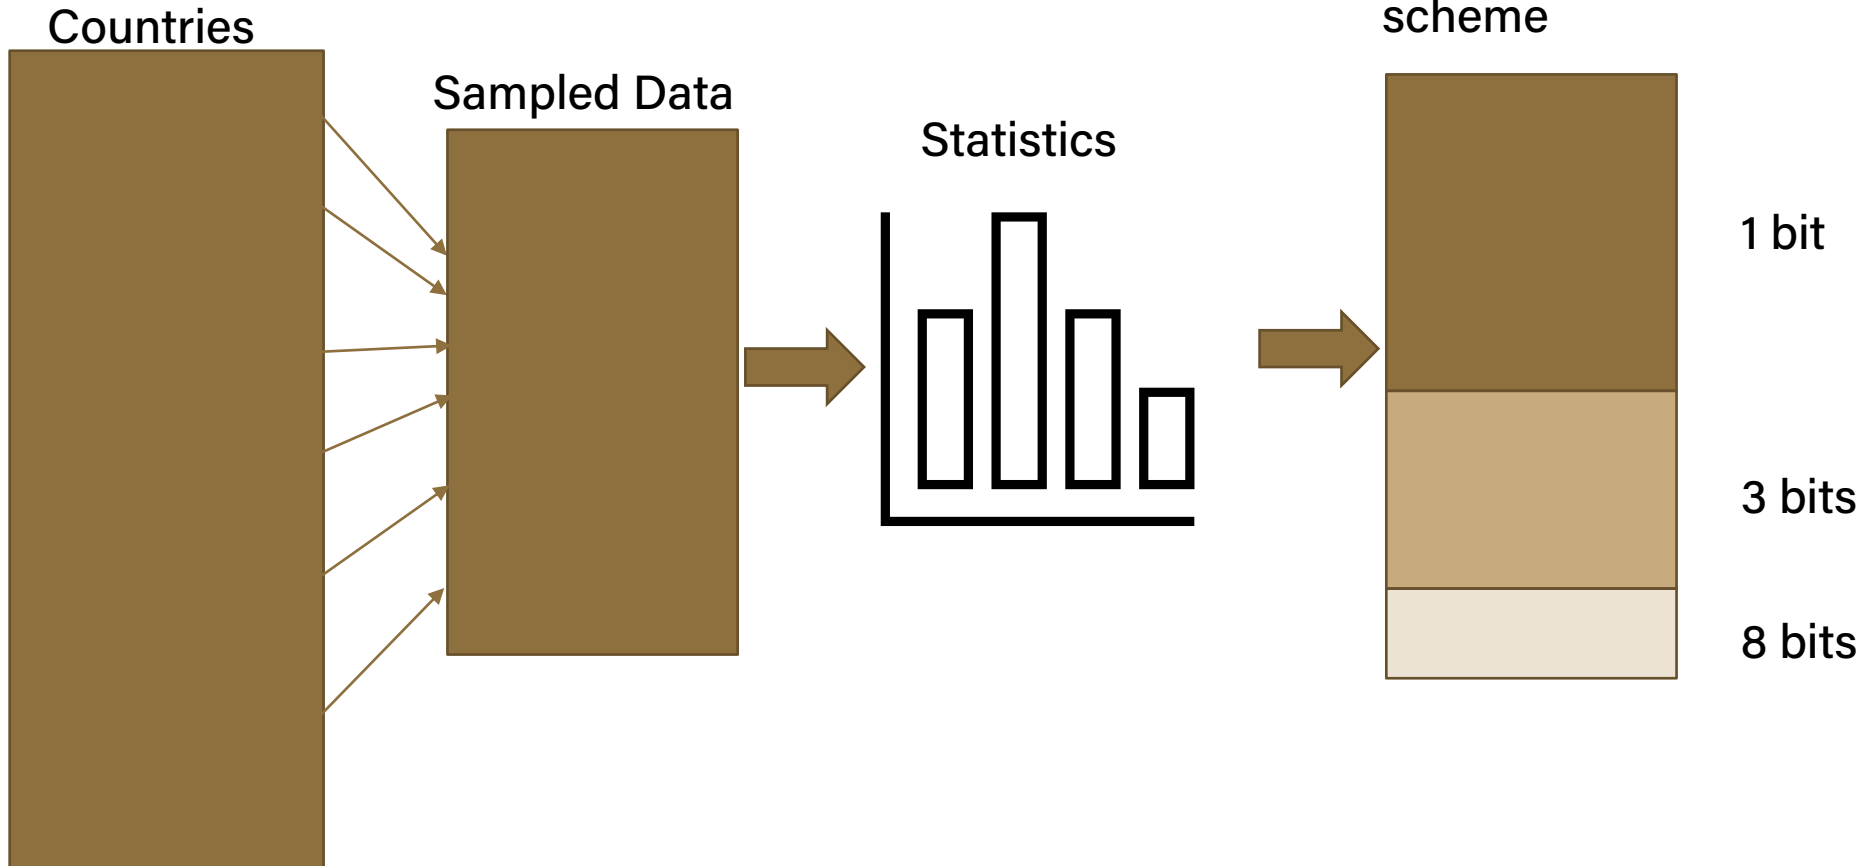 Countries
Sampled Data
Statistics
scheme
1 bit
3 bits
8 bits